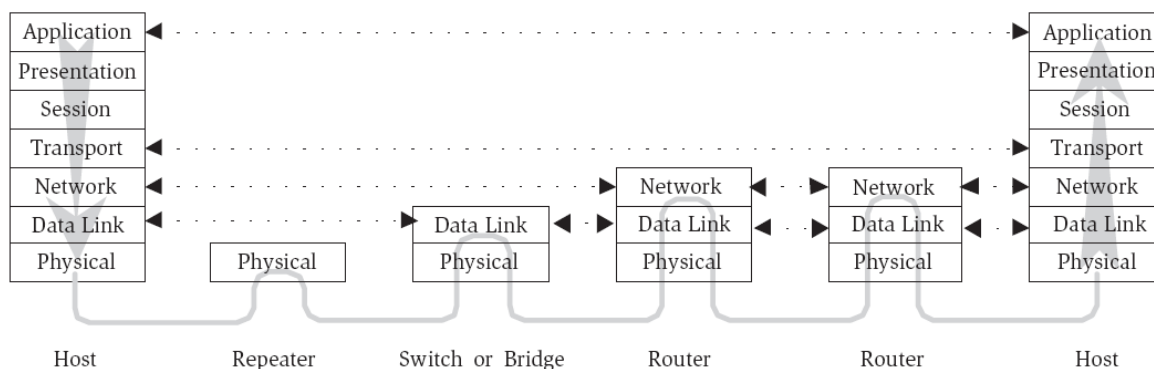 Application Application
Presentation Presentation
Session Session
Transport Transport
Network Network Network Network
Data Link Data Link Data Link Data Link Data Link
Physical Physical Physical Physical Physical Physical
Host Repeater Switch or Bridge Router Router Host